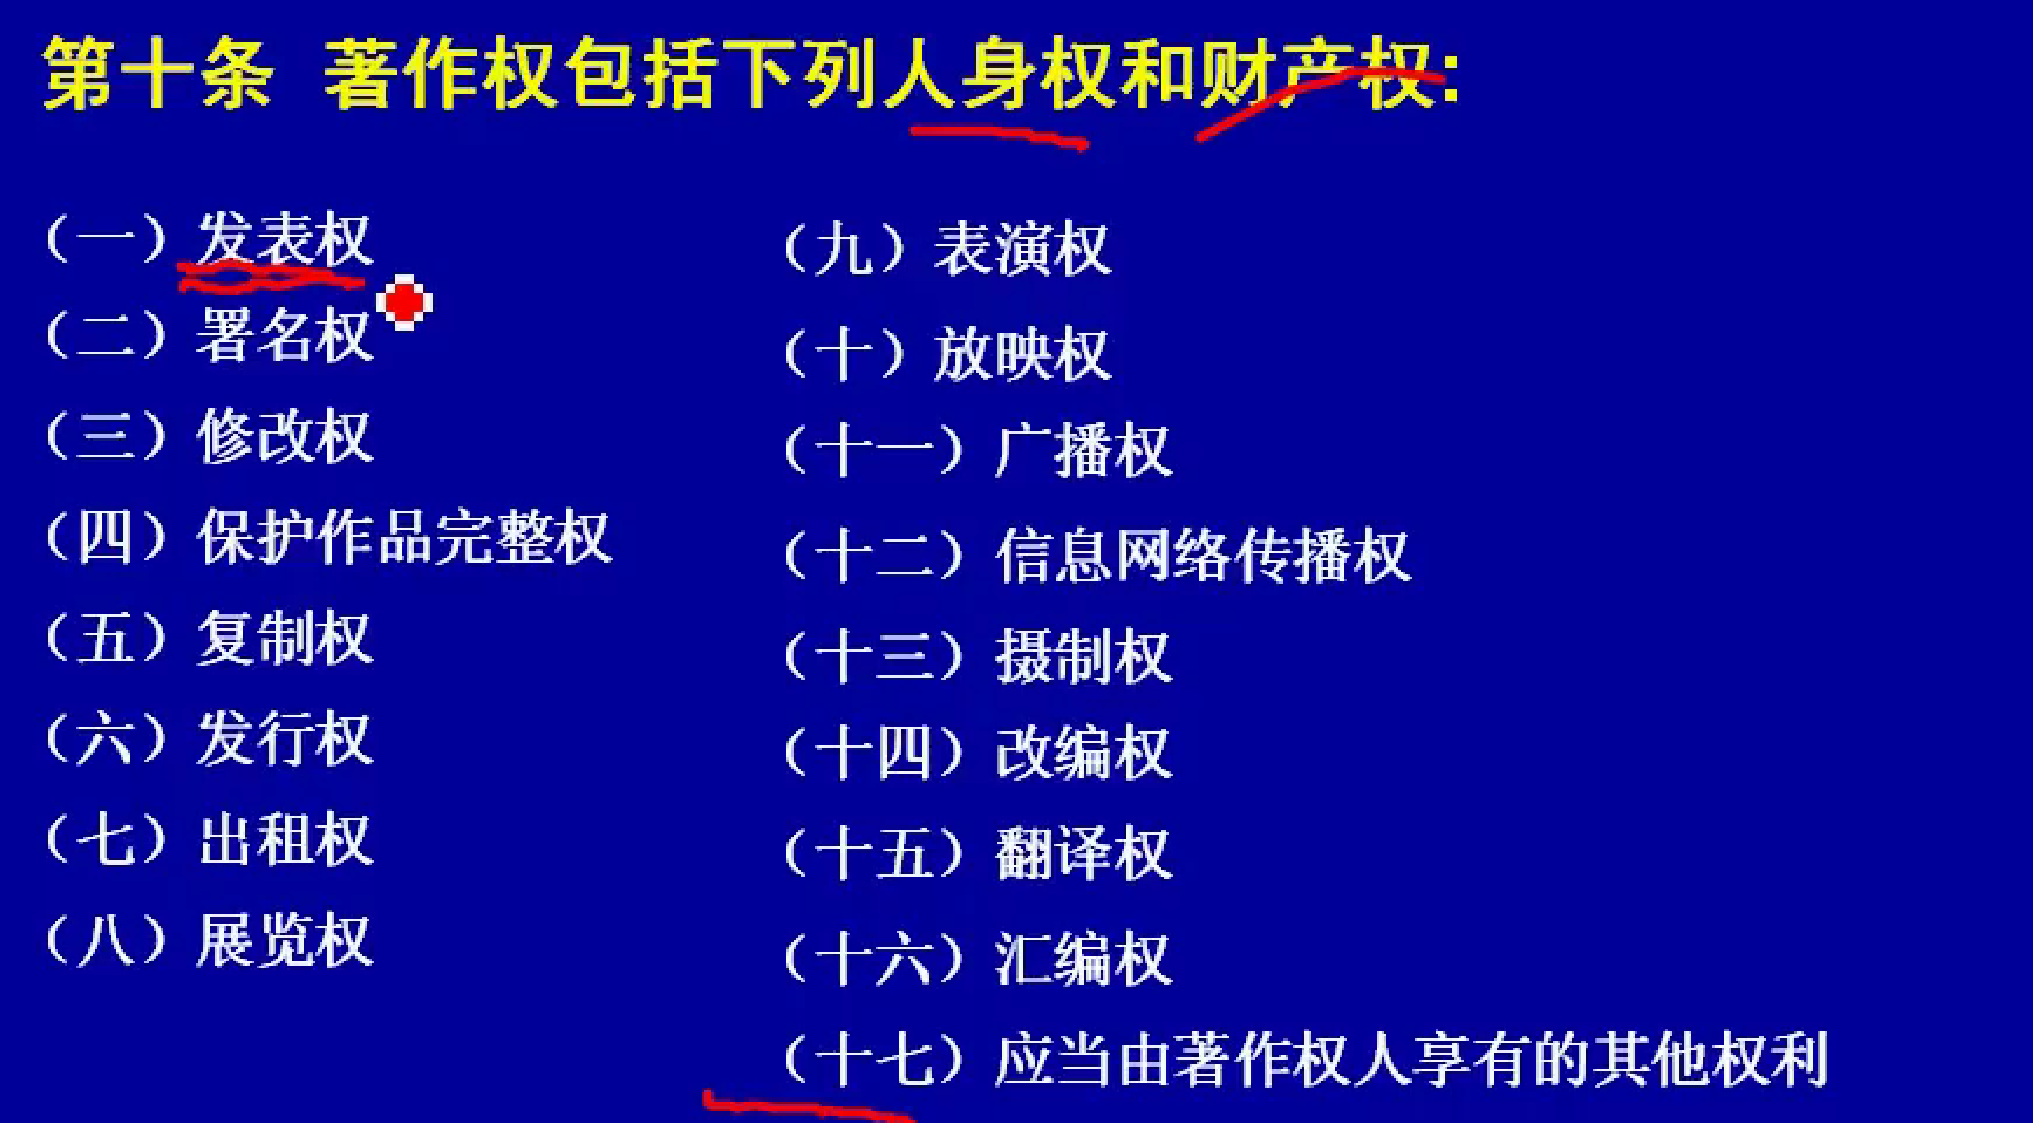 第十条 著作权包括下列人身权和财产权:
（一）发表权
（二）署名权
（三）修改权
（四）保护作品完整权
（五）复制权
（六）发行权
（七）出租权
（八）展览权
（九）表演权
（十）放映权
（十一）广播权
（十二）信息网络传播权
（十三）摄制权
（十四）改编权
（十五）翻译权
（十六）汇编权
（十七）应当由著作权人享有的其他权利